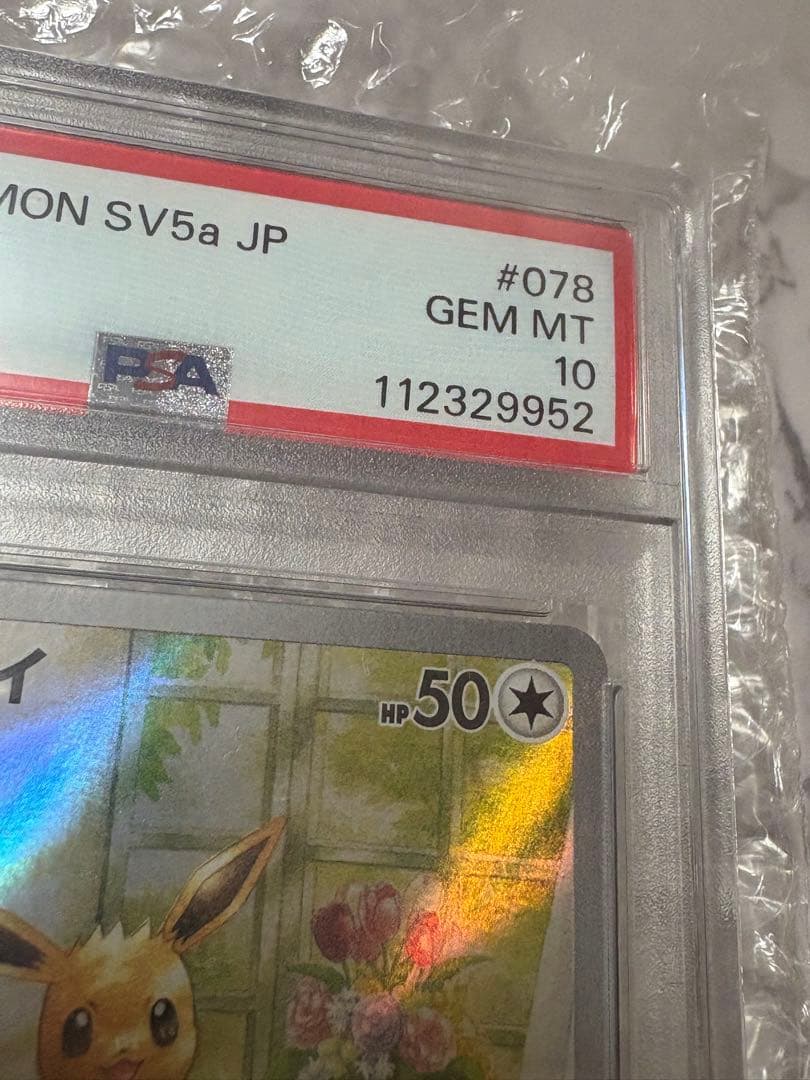 MON SV5a JP
#078
GEM MT
10
PSA
112329952
イ
HP50